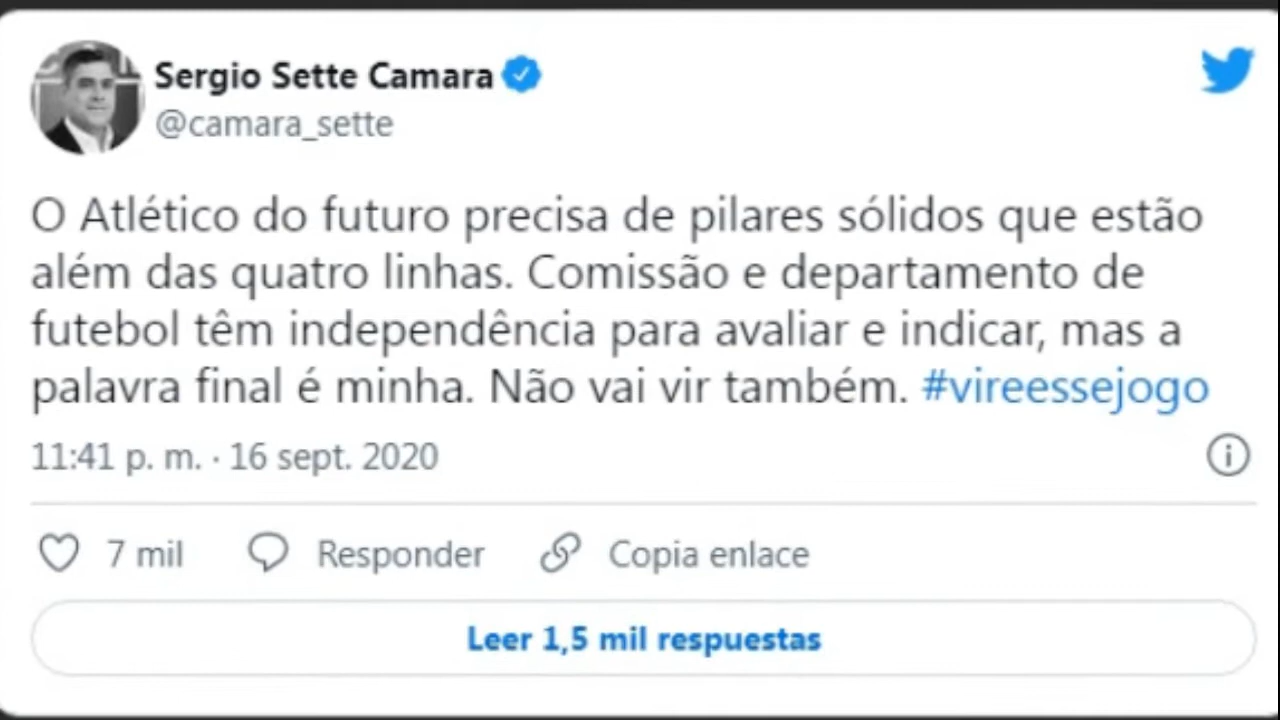 Sergio Sette Camara
@camara_sette
O Atlético do futuro precisa de pilares sólidos que estão
além das quatro linhas. Comissão e departamento de
futebol têm independência para avaliar e indicar, mas a
palavra final é minha. Não vai vir também. #vireessejogo
11:41 p. m. · 16 sept. 2020
7 mil Responder Copia enlace
Leer 1,5 mil respuestas